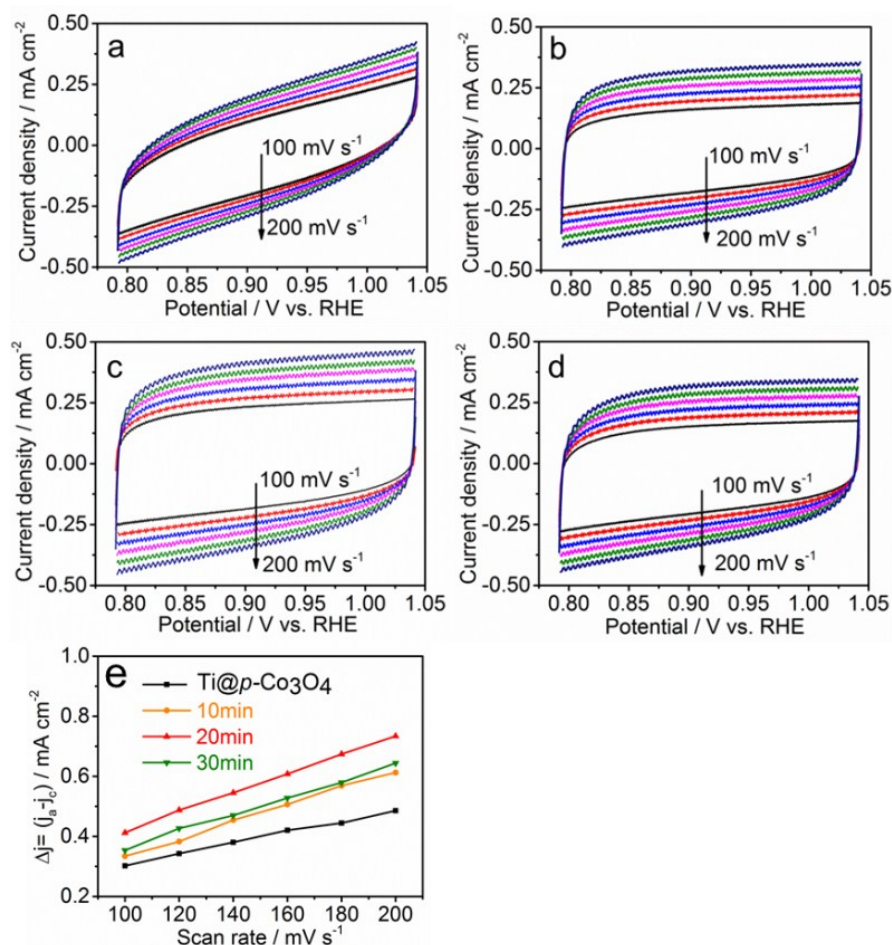 a
Current density / mA cm⁻²
0.50
0.25
0.00
-0.25
-0.50
100 mV s⁻¹
200 mV s⁻¹
0.80 0.85 0.90 0.95 1.00 1.05
Potential / V vs. RHE
b
Current density / mA cm⁻²
0.50
0.25
0.00
-0.25
-0.50
100 mV s⁻¹
200 mV s⁻¹
0.80 0.85 0.90 0.95 1.00 1.05
Potential / V vs. RHE
c
Current density / mA cm⁻²
0.50
0.25
0.00
-0.25
-0.50
100 mV s⁻¹
200 mV s⁻¹
0.80 0.85 0.90 0.95 1.00 1.05
Potential / V vs. RHE
d
Current density / mA cm⁻²
0.50
0.25
0.00
-0.25
-0.50
100 mV s⁻¹
200 mV s⁻¹
0.80 0.85 0.90 0.95 1.00 1.05
Potential / V vs. RHE
e
Δj= (jₐ-j_c) / mA cm⁻²
1.0
0.8
0.6
0.4
0.2
Ti@p-Co₃O₄
10min
20min
30min
100 120 140 160 180 200
Scan rate / mV s⁻¹